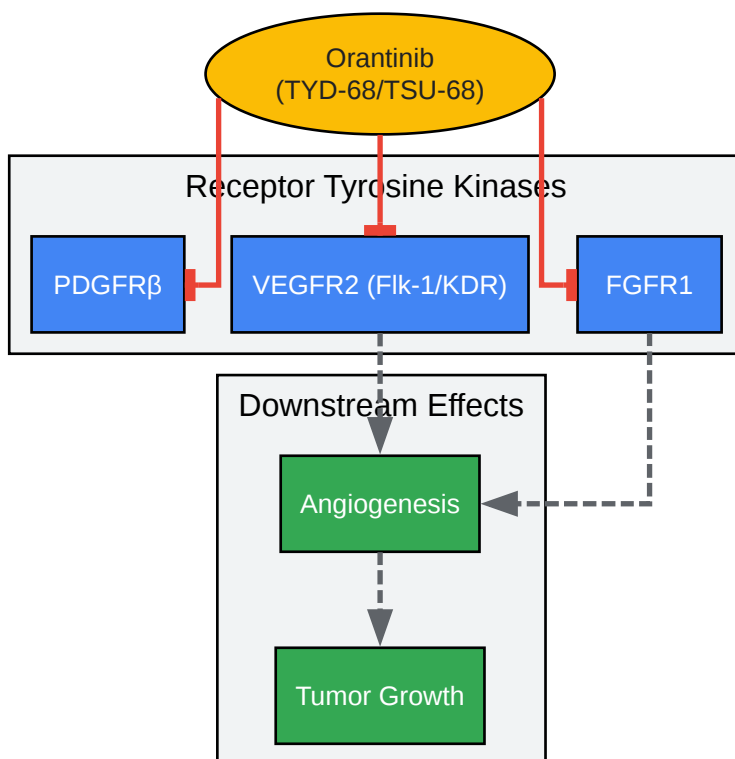 Orantinib
(TYD-68/TSU-68)
Receptor Tyrosine Kinases
PDGFRβ
VEGFR2 (Flk-1/KDR)
FGFR1
Downstream Effects
Angiogenesis
Tumor Growth